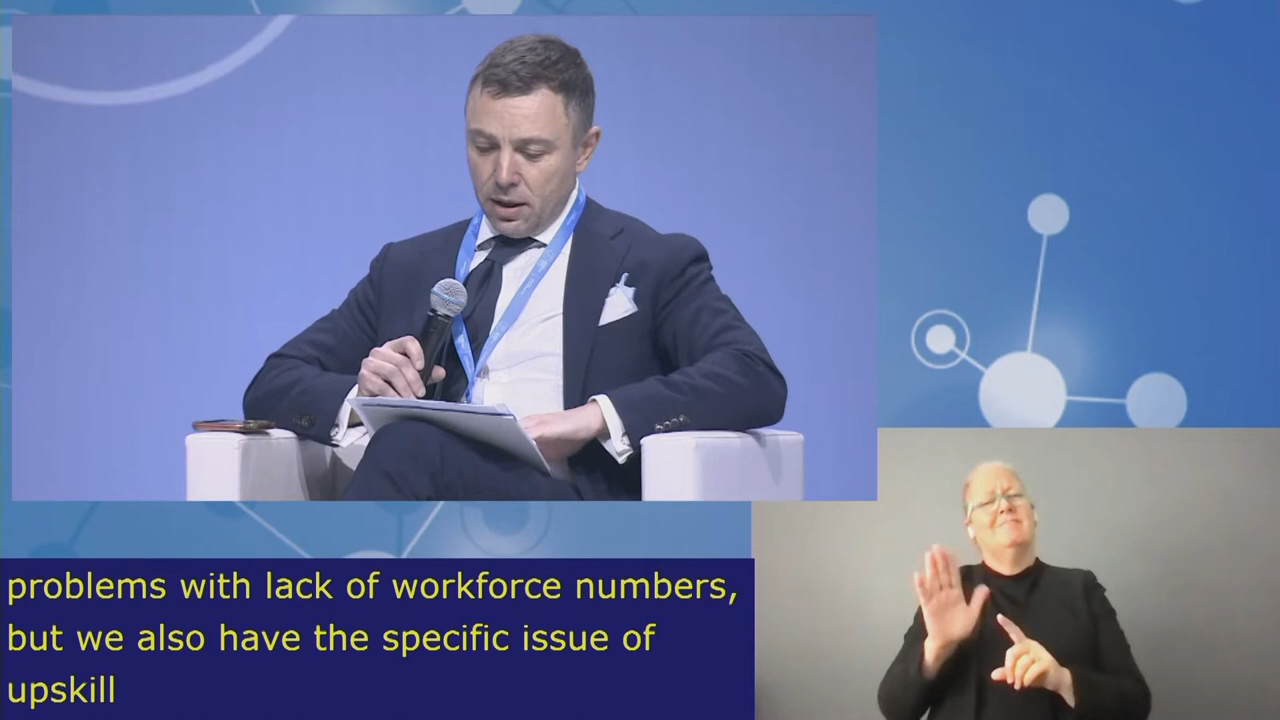 problems with lack of workforce numbers,
but we also have the specific issue of
upskill